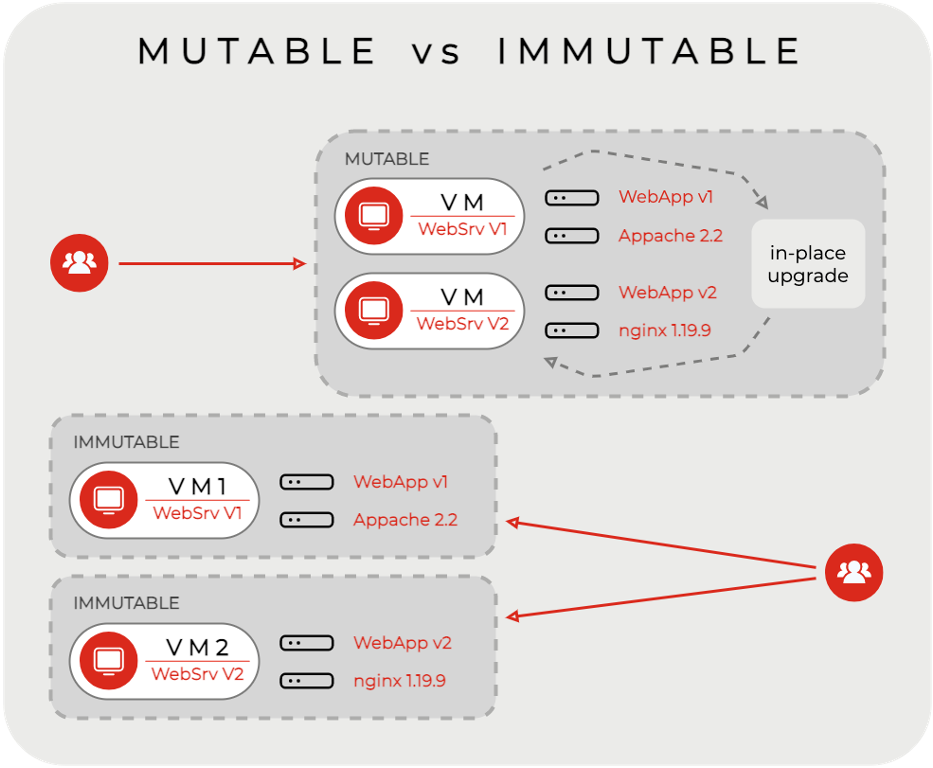 MUTABLE vs IMMUTABLE
MUTABLE
VM
WebSrv V1
WebApp v1
Appache 2.2
VM
WebSrv V2
WebApp v2
nginx 1.19.9
in-place
upgrade
IMMUTABLE
VM1
WebSrv V1
WebApp v1
Appache 2.2
IMMUTABLE
VM2
WebSrv V2
WebApp v2
nginx 1.19.9